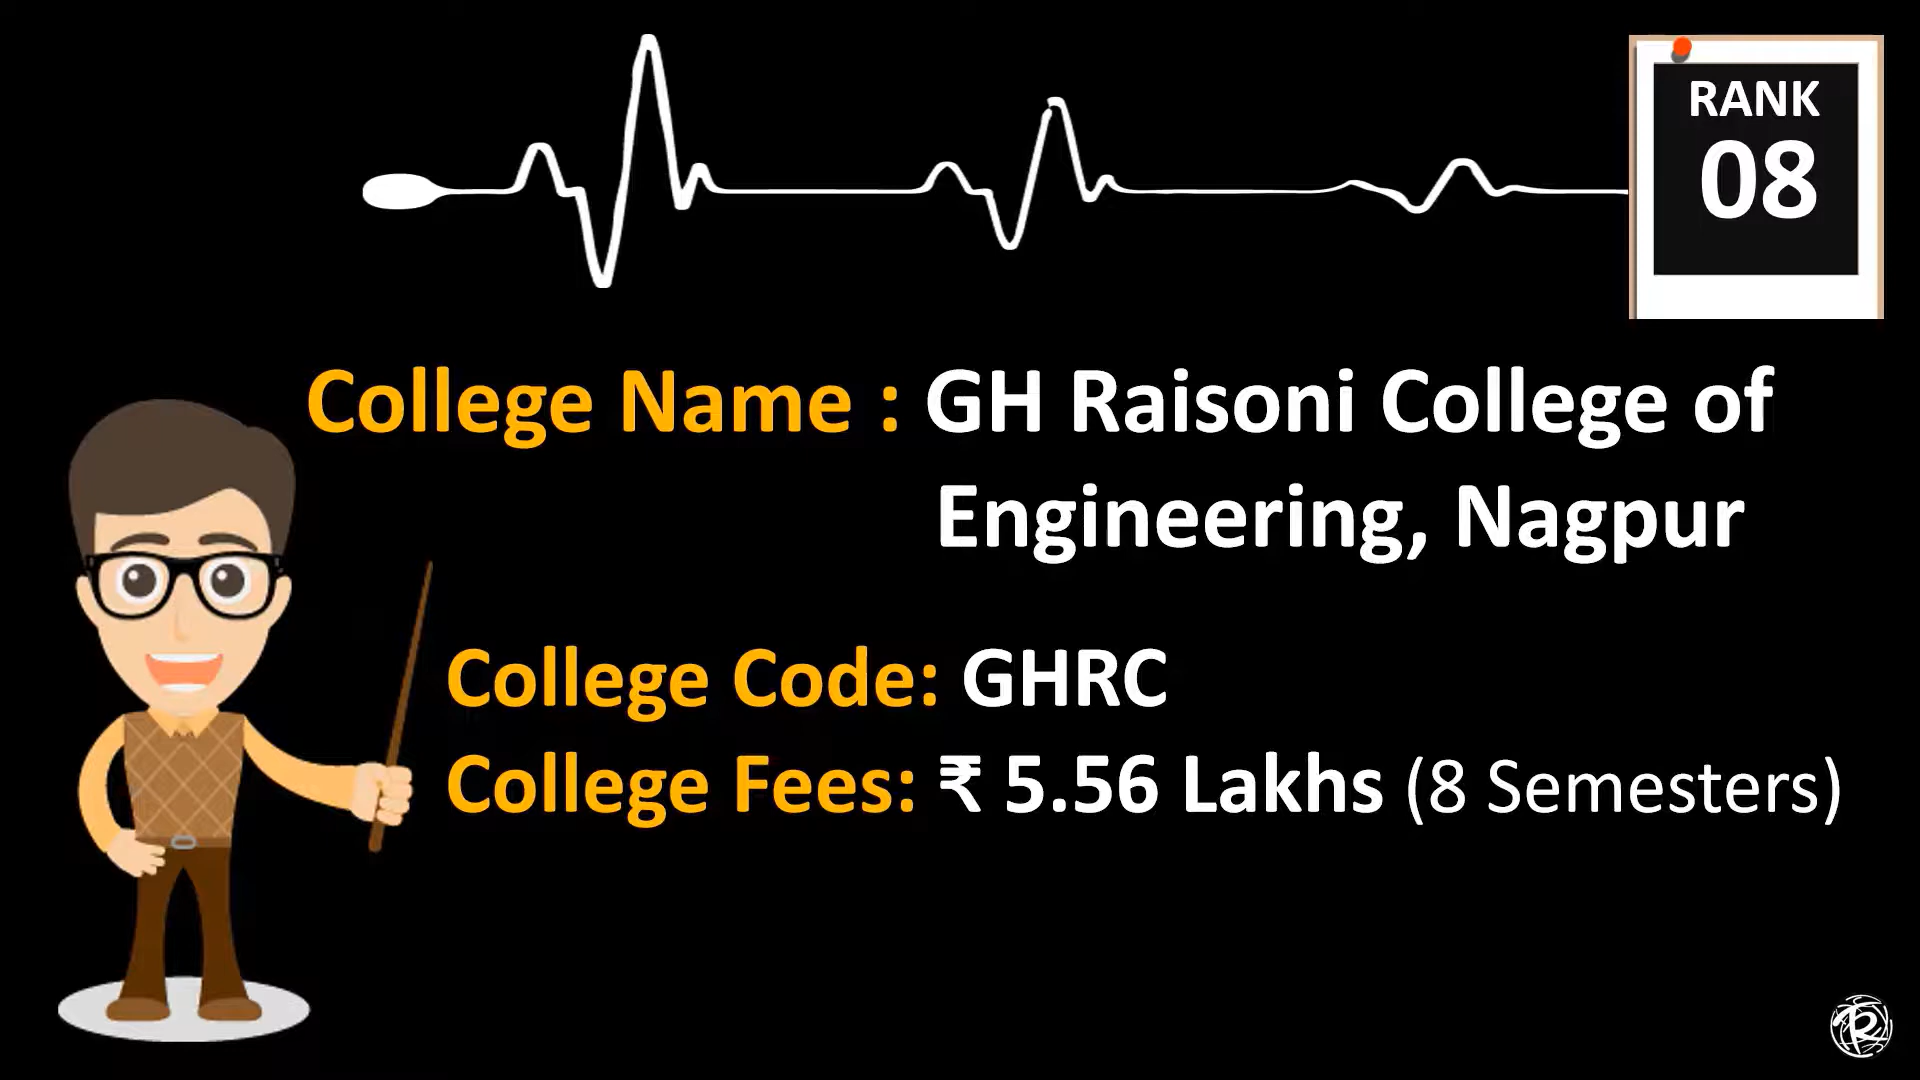 RANK
08
College Name : GH Raisoni College of
Engineering, Nagpur
College Code: GHRC
College Fees: ₹ 5.56 Lakhs (8 Semesters)